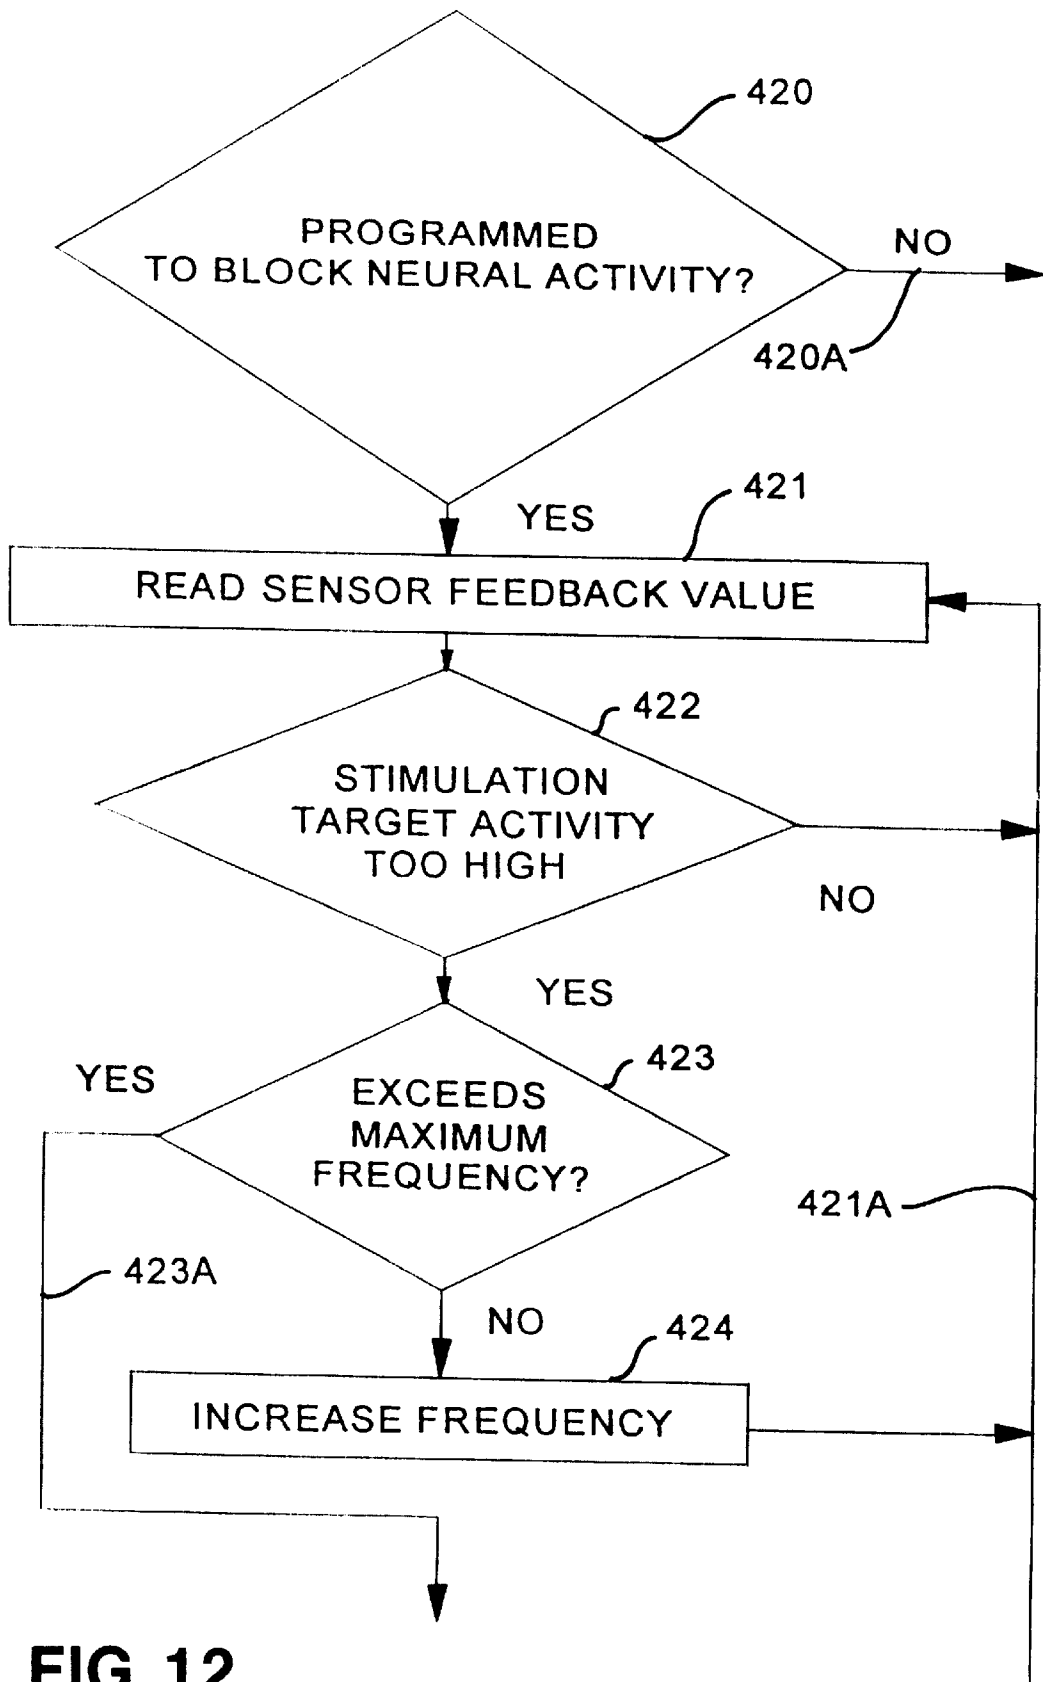 420
PROGRAMMED
TO BLOCK NEURAL ACTIVITY?
NO
420A
YES
421
READ SENSOR FEEDBACK VALUE
422
STIMULATION
TARGET ACTIVITY
TOO HIGH
NO
YES
423
YES
EXCEEDS
MAXIMUM
FREQUENCY?
421A
423A
NO
424
INCREASE FREQUENCY
FIG. 12